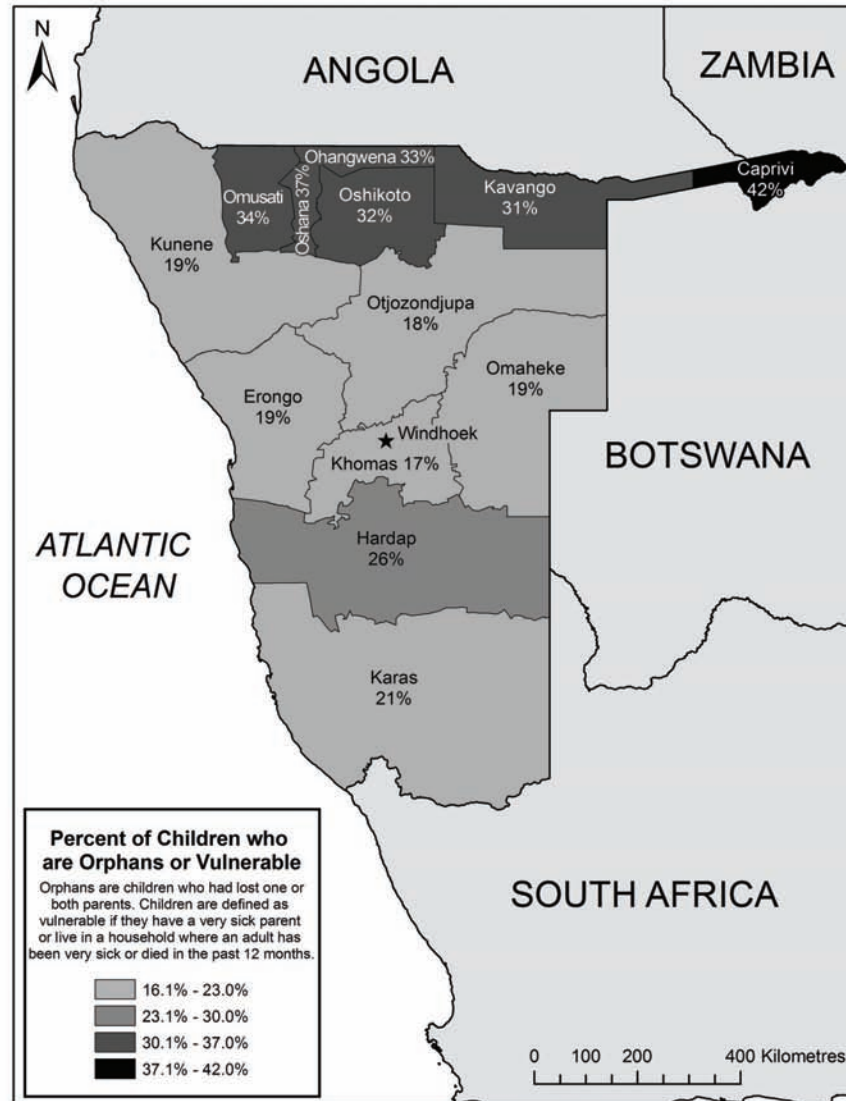 N
ANGOLA
ZAMBIA
Ohangwena 33%
Caprivi
42%
Omusati
34%
Oshana 37%
Oshikoto
32%
Kavango
31%
Kunene
19%
Otjozondjupa
18%
Omaheke
19%
Erongo
19%
Windhoek
Khomas 17%
BOTSWANA
ATLANTIC
OCEAN
Hardap
26%
Karas
21%
SOUTH AFRICA
Percent of Children who
are Orphans or Vulnerable
Orphans are children who had lost one or
both parents. Children are defined as
vulnerable if they have a very sick parent
or live in a household where an adult has
been very sick or died in the past 12 months.
16.1% - 23.0%
23.1% - 30.0%
30.1% - 37.0%
37.1% - 42.0%
0 100 200 400 Kilometres